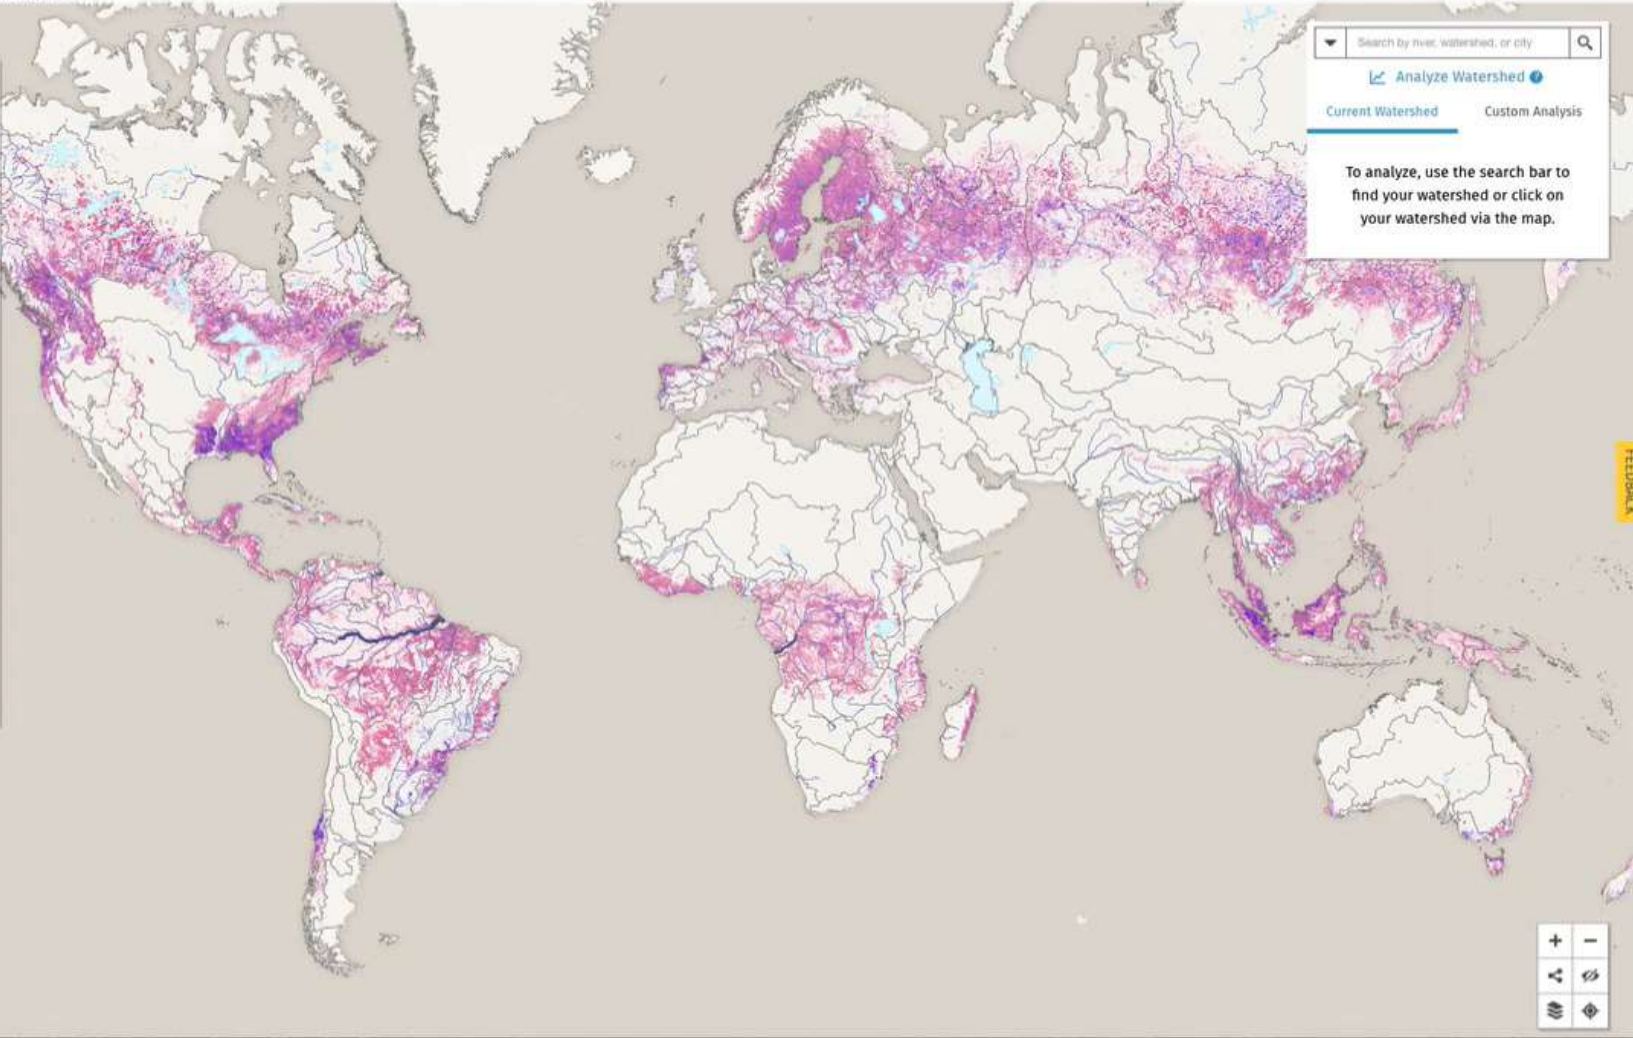 Search by river, watershed, or city
Analyze Watershed ?
Current Watershed
Custom Analysis
To analyze, use the search bar to
find your watershed or click on
your watershed via the map.
FEEDBACK